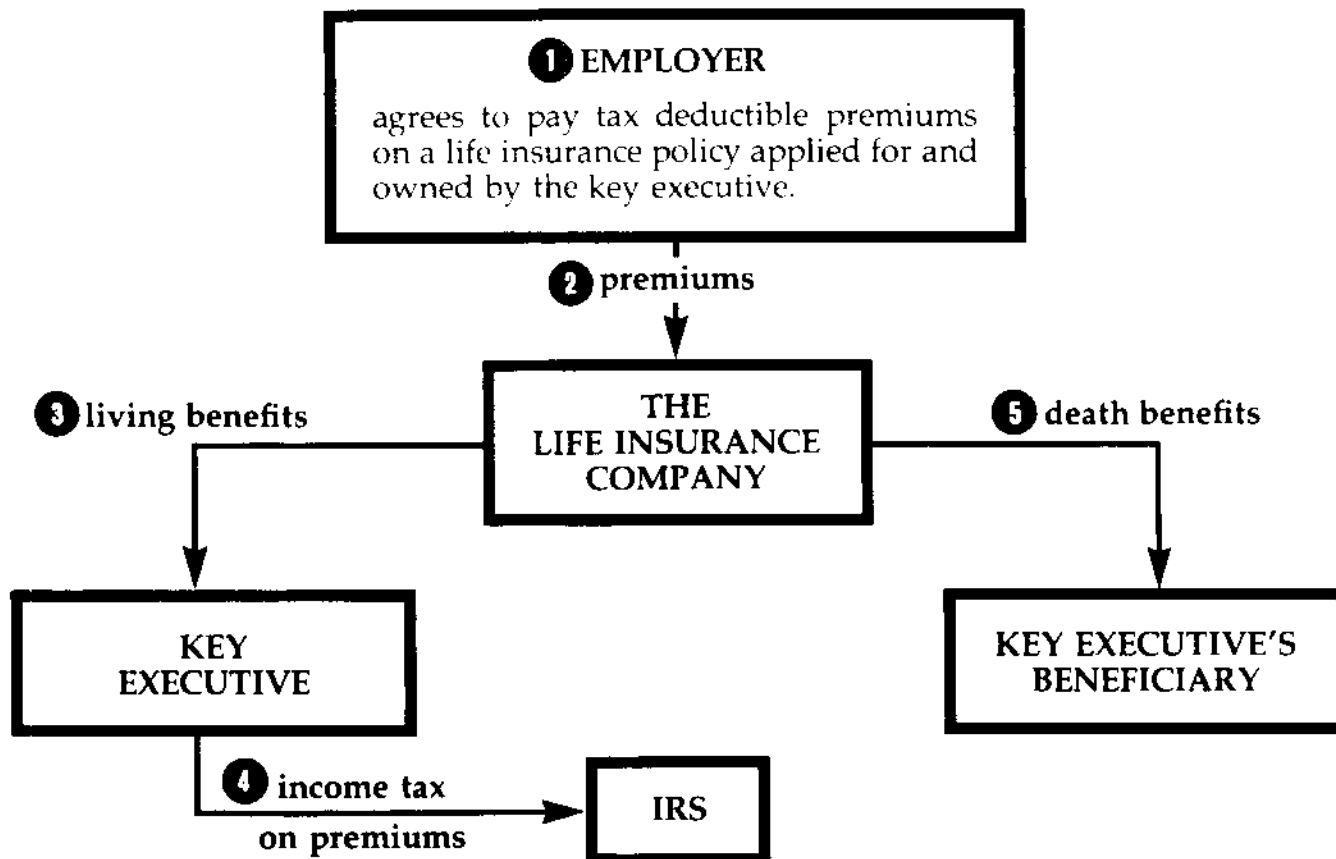 1 EMPLOYER
agrees to pay tax deductible premiums
on a life insurance policy applied for and
owned by the key executive.
2 premiums
3 living benefits
THE
LIFE INSURANCE
COMPANY
5 death benefits
KEY
EXECUTIVE
KEY EXECUTIVE'S
BENEFICIARY
4 income tax
on premiums
IRS